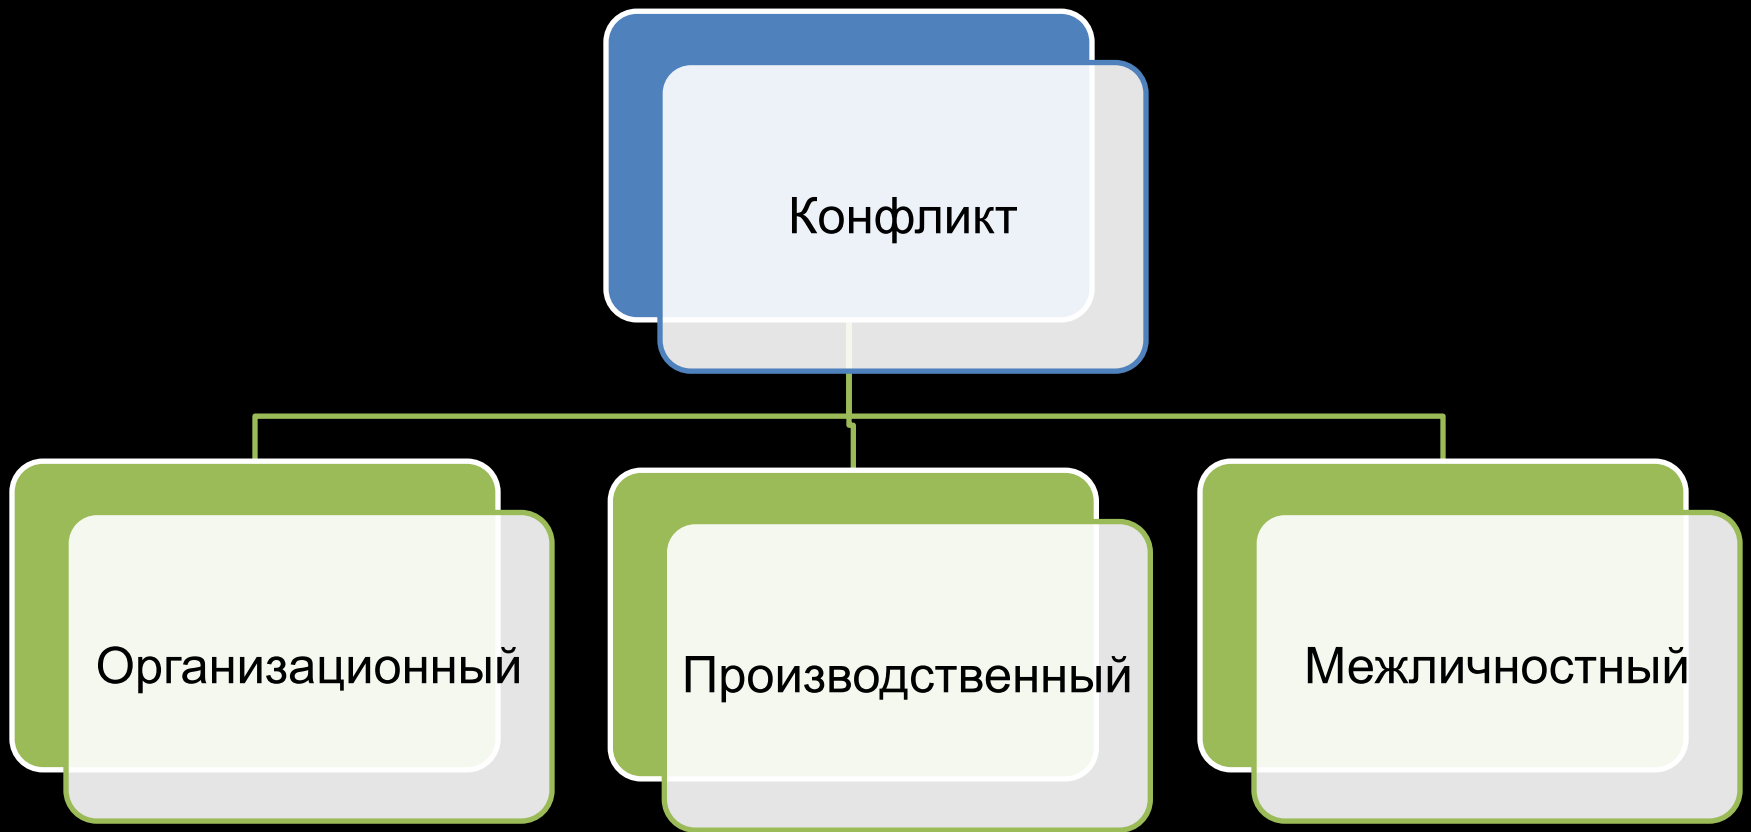 Конфликт
Организационный
Производственный
Межличностный